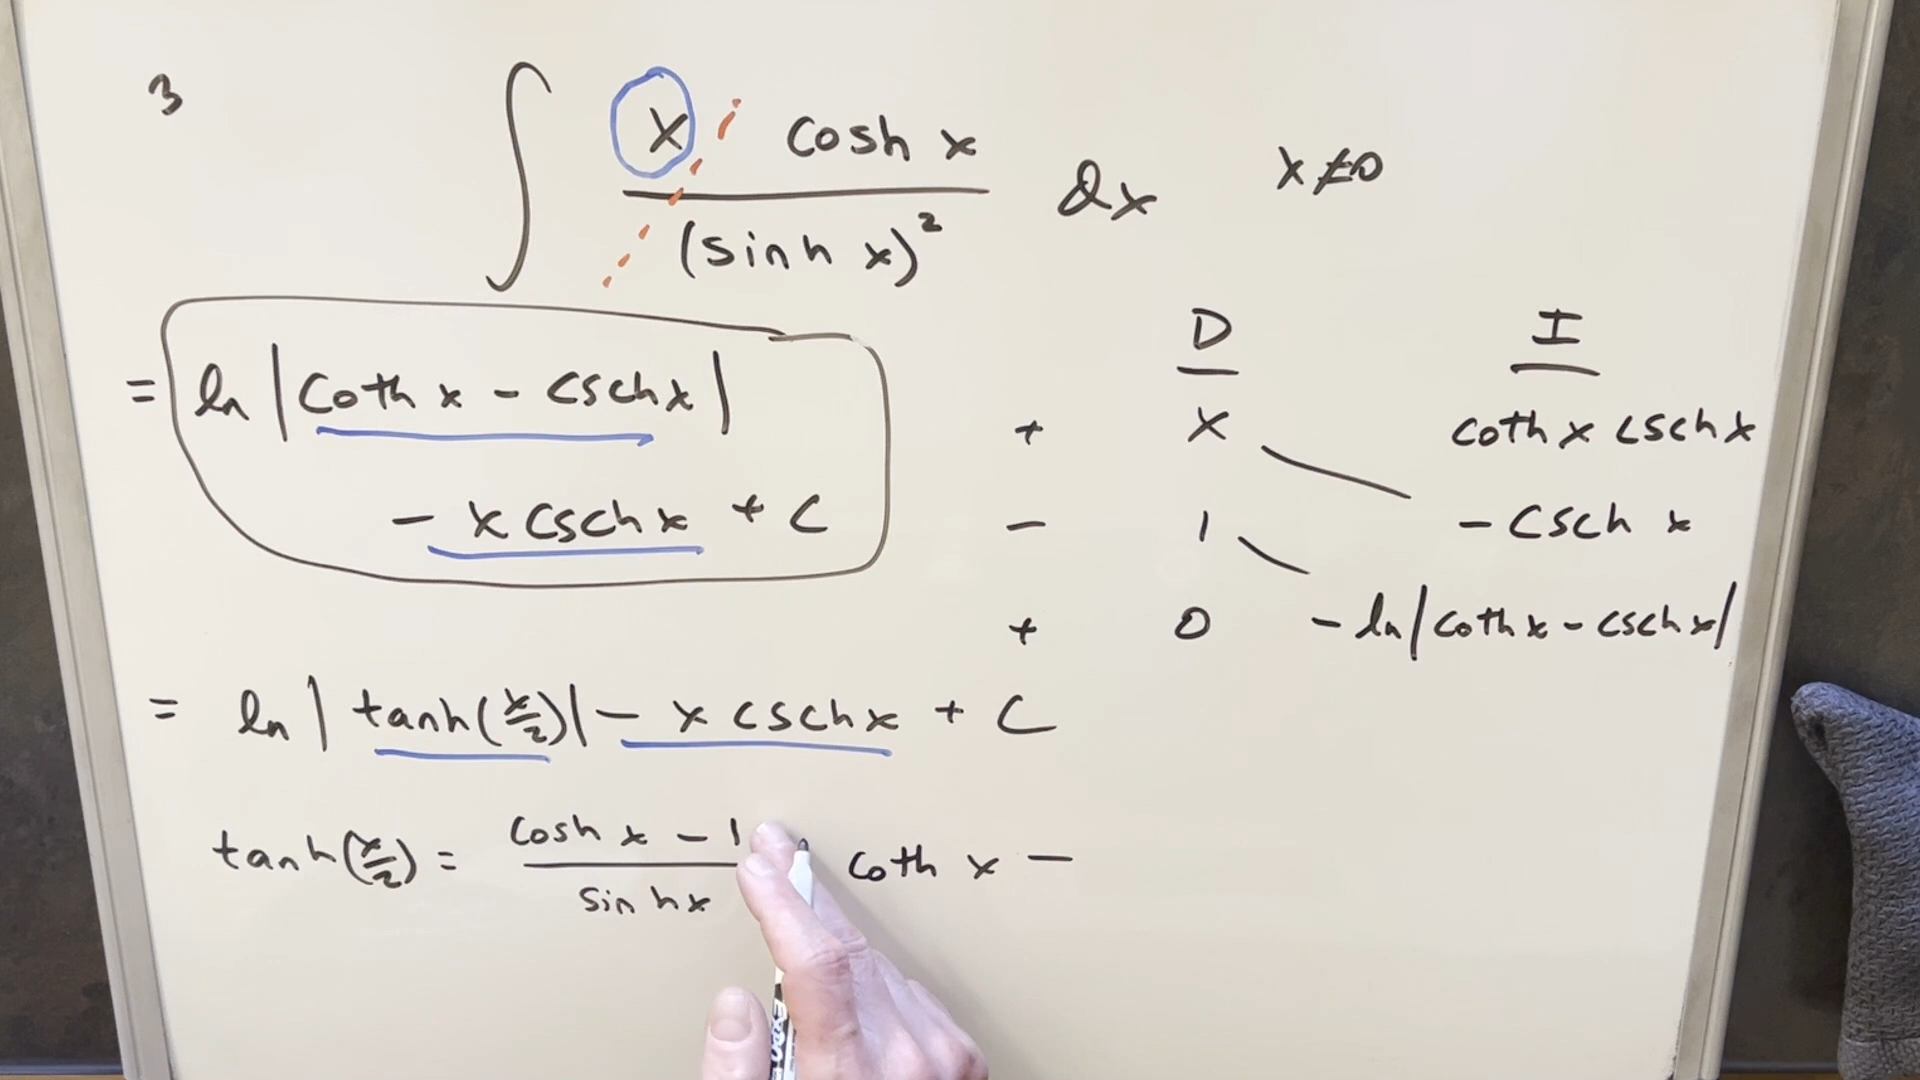 3
∫ x cosh x / (sinh x)² dx x ≠ 0
= ln |coth x - csch x|
- x csch x + C
D I
+ x coth x csch x
- 1 - csch x
+ 0 - ln |coth x - csch x|
= ln | tanh(x/2)| - x csch x + C
tanh(x/2) = cosh x - 1 / sinh x coth x -
EXPO